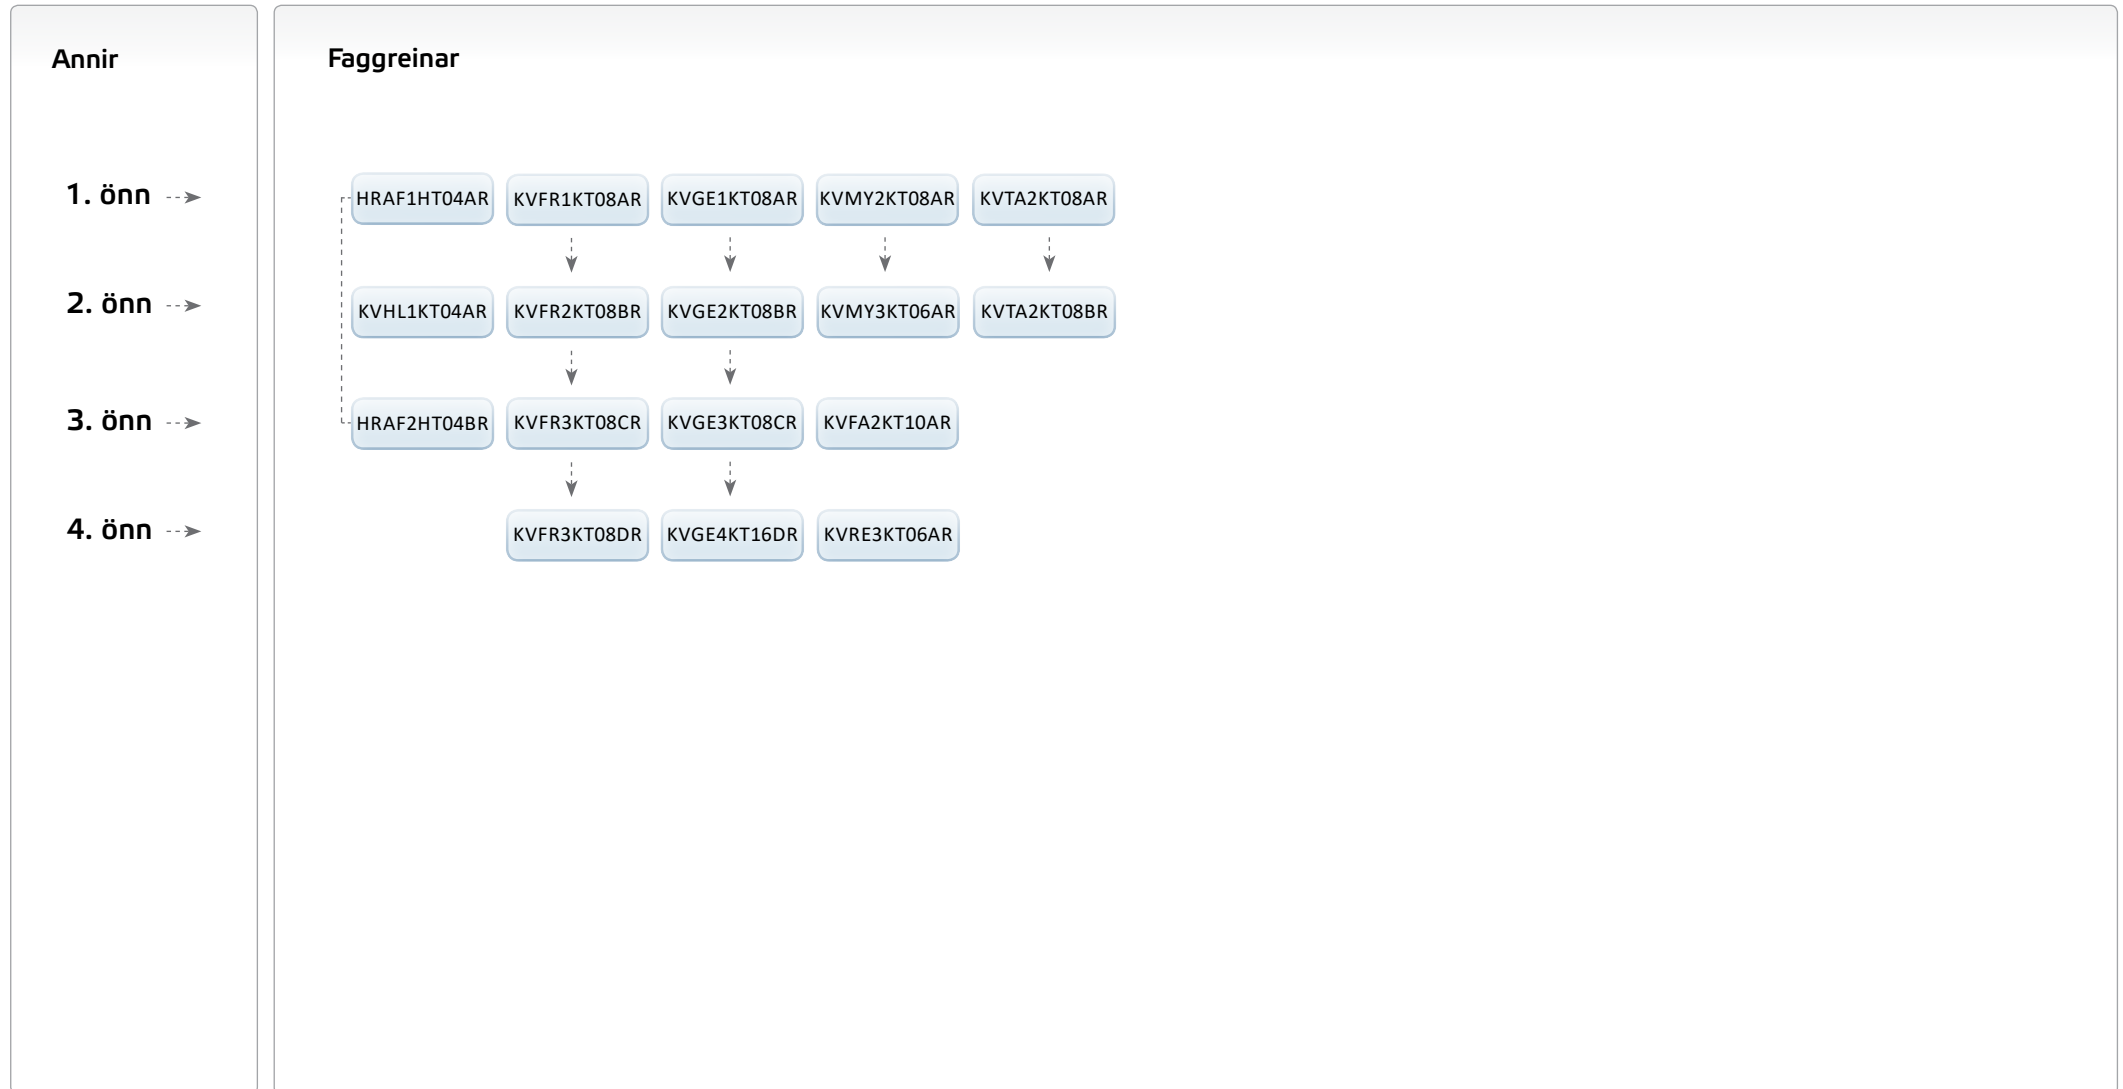 Annir
Faggreinar
1. önn
HRAF1HT04AR KVFR1KT08AR KVGE1KT08AR KVMY2KT08AR KVTA2KT08AR
2. önn
KVHL1KT04AR KVFR2KT08BR KVGE2KT08BR KVMY3KT06AR KVTA2KT08BR
3. önn
HRAF2HT04BR KVFR3KT08CR KVGE3KT08CR KVFA2KT10AR
4. önn
KVFR3KT08DR KVGE4KT16DR KVRE3KT06AR